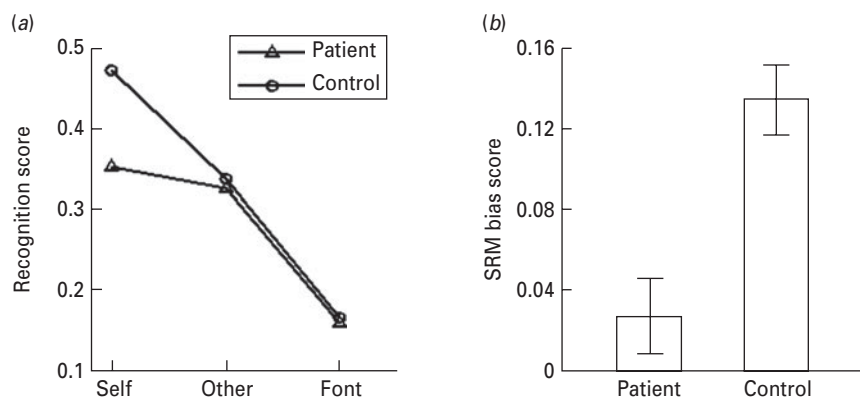 (a)
0.5
0.4
0.3
0.2
0.1
Recognition score
Patient
Control
Self Other Font
(b)
0.16
0.12
0.08
0.04
0
SRM bias score
Patient Control